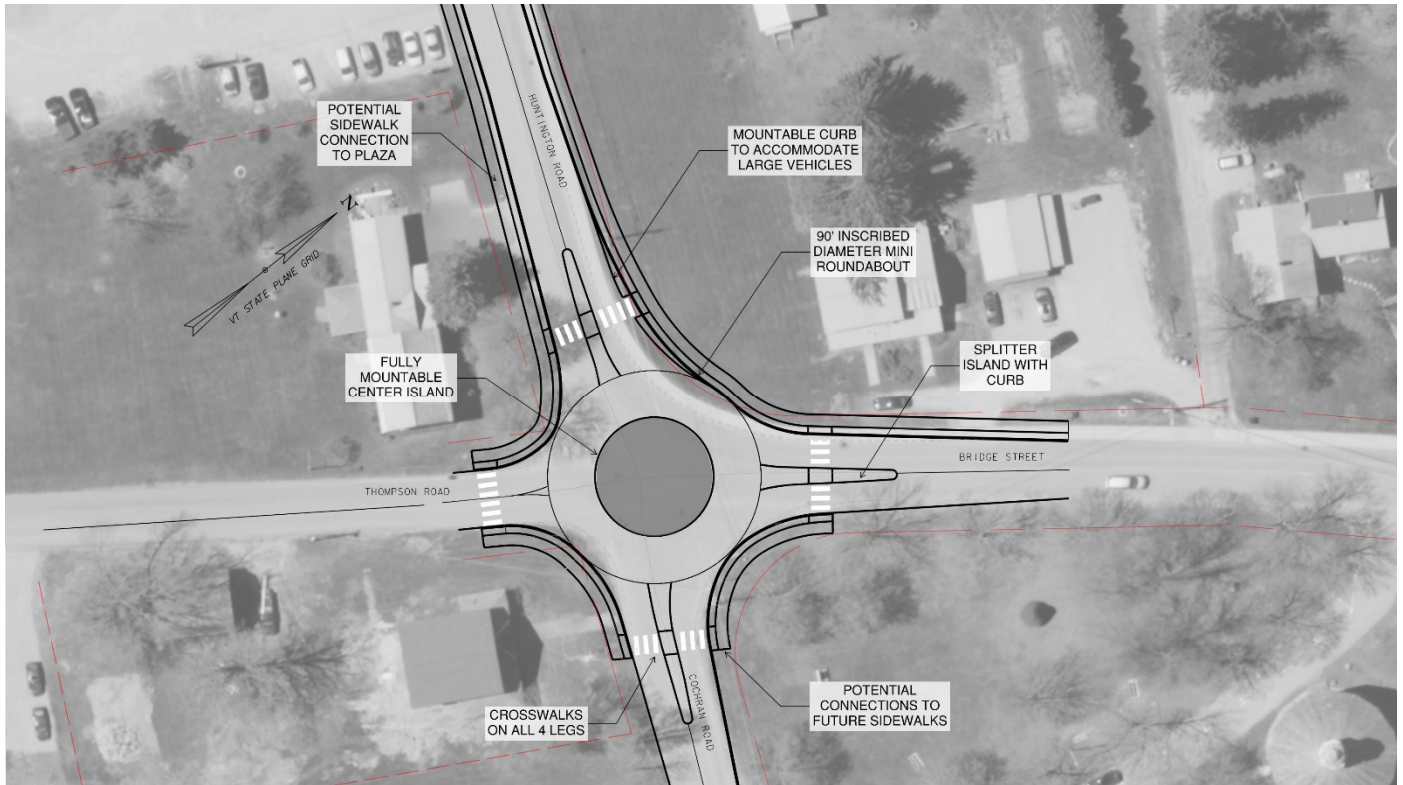 POTENTIAL
SIDEWALK
CONNECTION
TO PLAZA
HUNTINGTON ROAD
MOUNTABLE CURB
TO ACCOMMODATE
LARGE VEHICLES
N
VT STATE PLANE GRID
90' INSCRIBED
DIAMETER MINI
ROUNDABOUT
FULLY
MOUNTABLE
CENTER ISLAND
SPLITTER
ISLAND WITH
CURB
BRIDGE STREET
THOMPSON ROAD
CROSSWALKS
ON ALL 4 LEGS
COCHRAN ROAD
POTENTIAL
CONNECTIONS TO
FUTURE SIDEWALKS